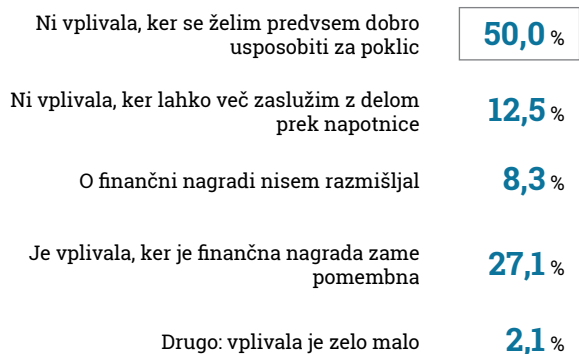 Ni vplivala, ker se želim predvsem dobro
usposobiti za poklic
50,0 %
Ni vplivala, ker lahko več zaslužim z delom
prek napotnice
12,5 %
O finančni nagradi nisem razmišljal
8,3 %
Je vplivala, ker je finančna nagrada zame
pomembna
27,1 %
Drugo: vplivala je zelo malo
2,1 %